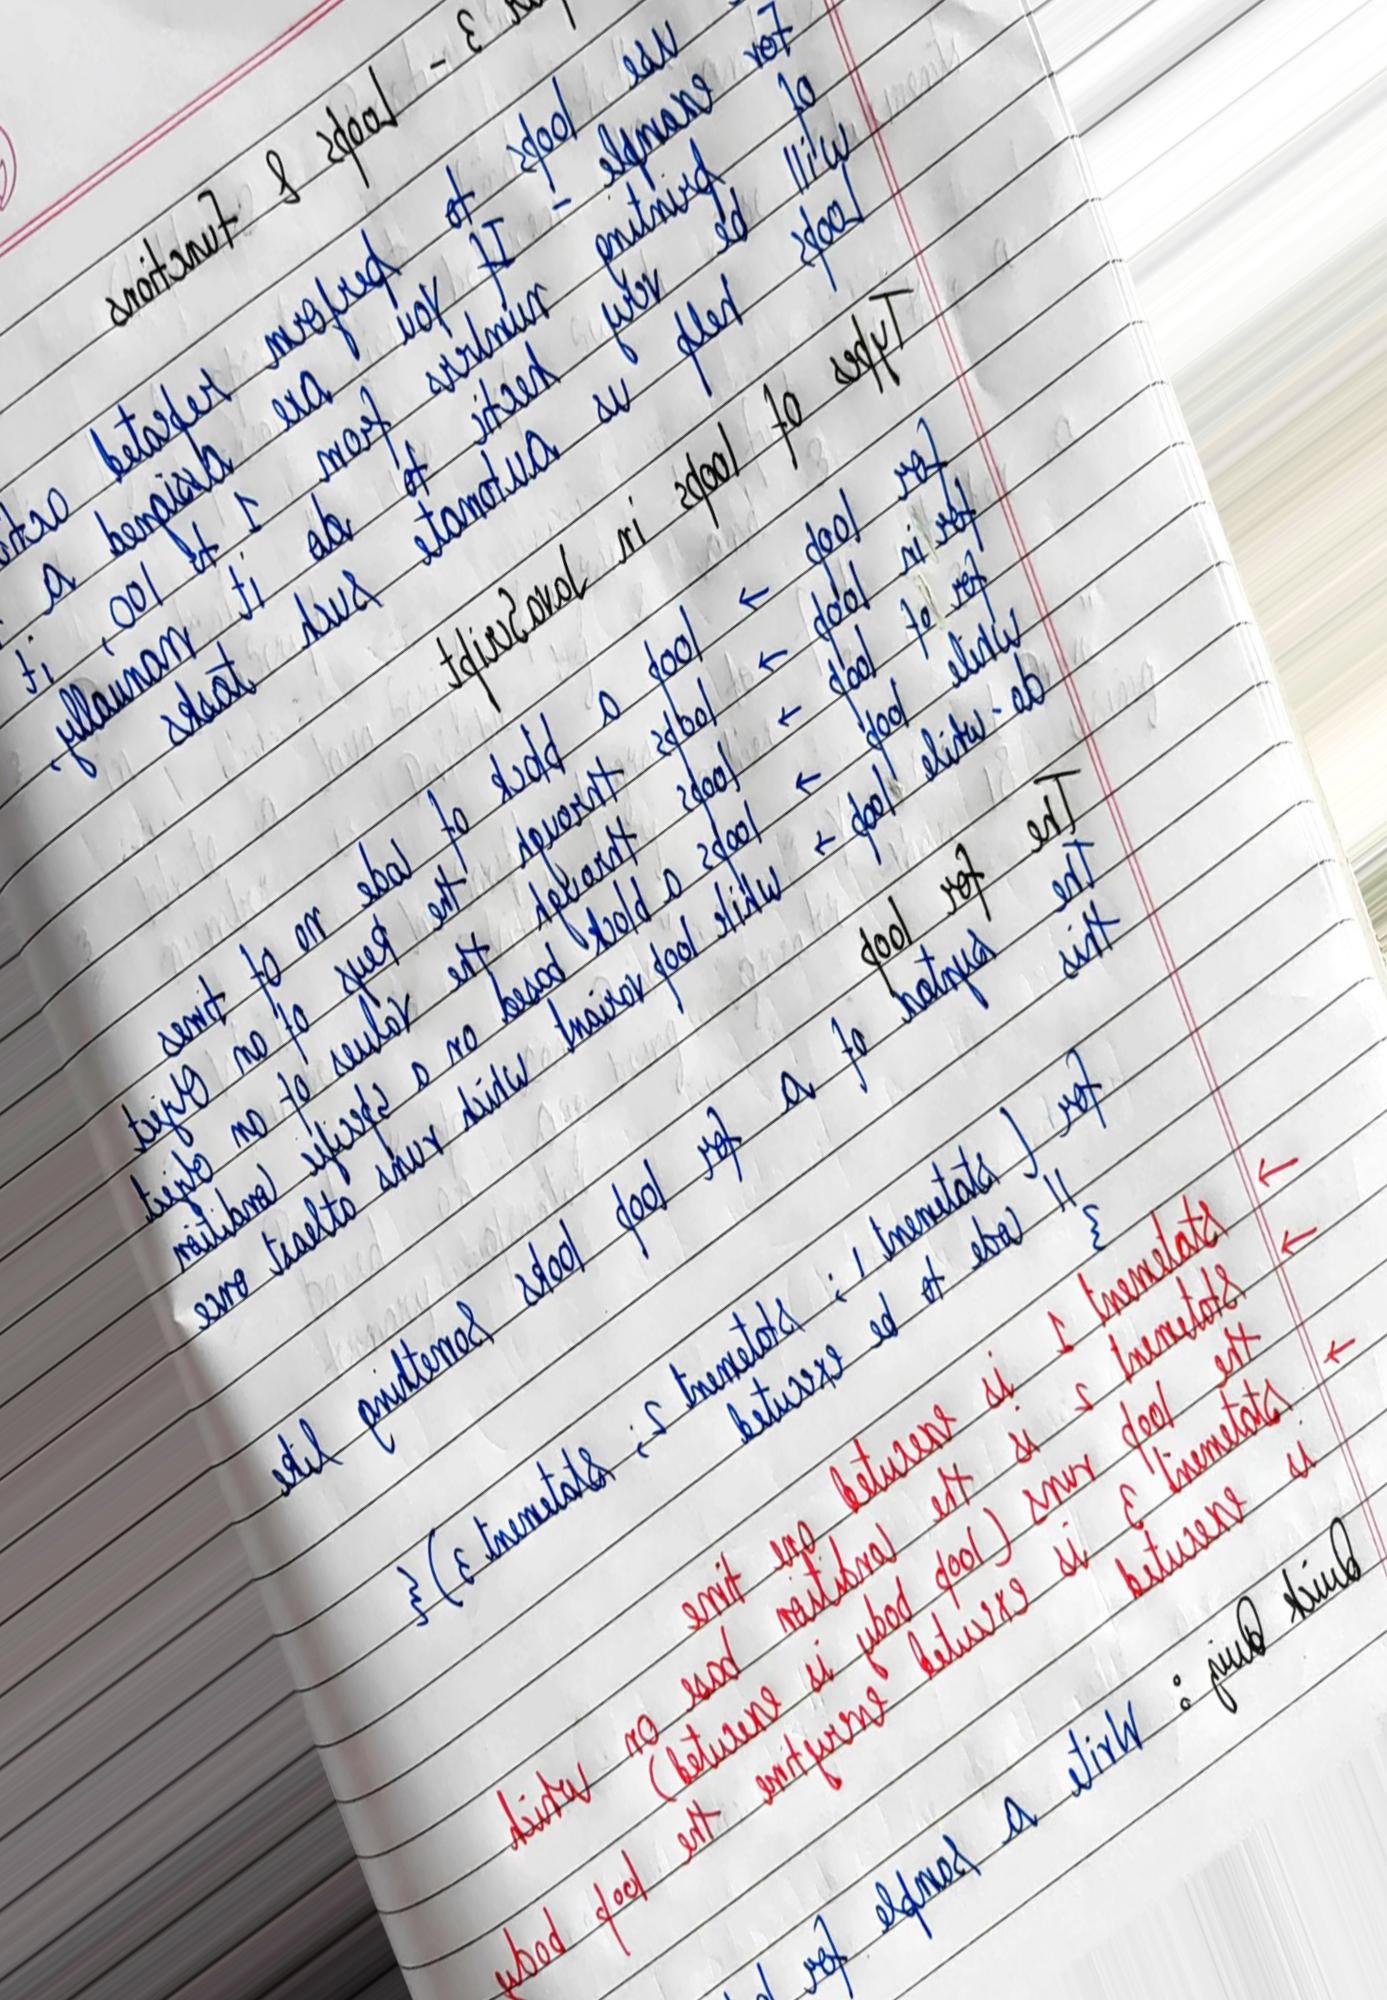 3 - Loops & Functions
use loops to perform repeated
For example - If you are assigned a
of printing numbers from 1 to 100, it
will be very hectic to do it manually,
Loops help us automate such tasks
Types of loops in JavaScript
for loop → loop a block of code no of times
for in loop → loops through the keys of an object
for of loop → loops through the values of an object
while loop → loops a block based on a specific condition
do-while loop → while loop variant which runs atleast once
The for loop
The syntax of a for loop looks something like
this
for (statement 1; statement 2; statement 3) {
// code to be executed
}
→ statement 1 is executed one time
→ Statement 2 is the condition base on which
the loop runs (loop body is executed)
→ statement 3 is executed everytime the loop body
is executed
Quick Quiz : Write a sample for